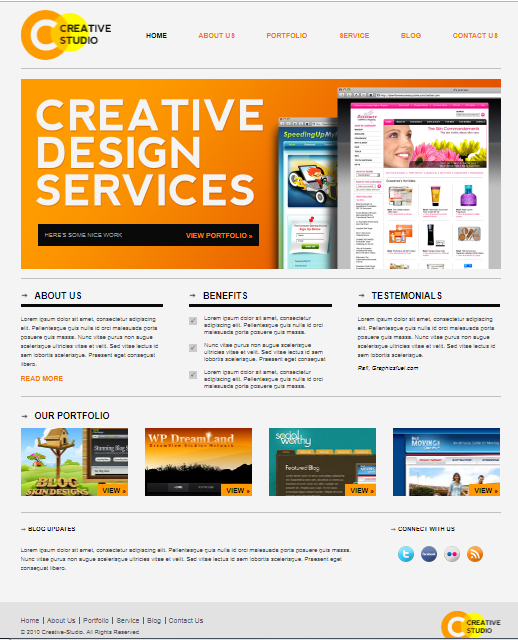 CREATIVE
STUDIO
HOME ABOUT US PORTFOLIO SERVICE BLOG CONTACT US
CREATIVE
DESIGN
SERVICES
HERE'S SOME NICE WORK VIEW PORTFOLIO »
SpeedingUpMy
The Skin Commandements
ABOUT US
Lorem ipsum dolor sit amet, consectetur adipiscing
elit. Pellentesque quis nulla id orci malesuada porta
posuere quis massa. Nunc vitae purus non augue
scelerisque ultricies vitae et velit. Sed vitae lectus id
sem lobortis scelerisque. Praesent eget consequat
libero.
READ MORE
BENEFITS
Lorem ipsum dolor sit amet, consectetur
adipiscing elit. Pellentesque quis nulla id orci
malesuada porta posuere quis massa.
Nunc vitae purus non augue scelerisque
ultricies vitae et velit. Sed vitae lectus id
sem lobortis scelerisque.
Lorem ipsum dolor sit amet, consectetur
adipiscing elit. Pellentesque quis nulla id orci
malesuada porta posuere quis massa.
TESTEMONIALS
Lorem ipsum dolor sit amet, consectetur adipiscing
elit. Pellentesque quis nulla id orci malesuada porta
posuere quis massa. Nunc vitae purus non augue
scelerisque ultricies vitae et velit. Sed vitae lectus id
sem lobortis scelerisque. Praesent eget consequat
libero.
Rafi, Graphicsfuel.com
OUR PORTFOLIO
BLOG
SKIN DESIGNS
Stunning Blog S
VIEW »
WP DREAMLAND
VIEW »
social
worthy
Featured Blog
VIEW »
MOVINGS
VIEW »
BLOG UPDATES
Lorem ipsum dolor sit amet, consectetur adipiscing elit. Pellentesque quis nulla id orci malesuada porta posuere quis massa.
Nunc vitae purus non augue scelerisque ultricies vitae et velit. Sed vitae lectus id sem lobortis scelerisque. Praesent eget
consequat libero.
CONNECT WITH US
facebook
Home | About Us | Portfolio | Service | Blog | Contact Us
© 2010 Creative-Studio. All Rights Reserved
CREATIVE
STUDIO